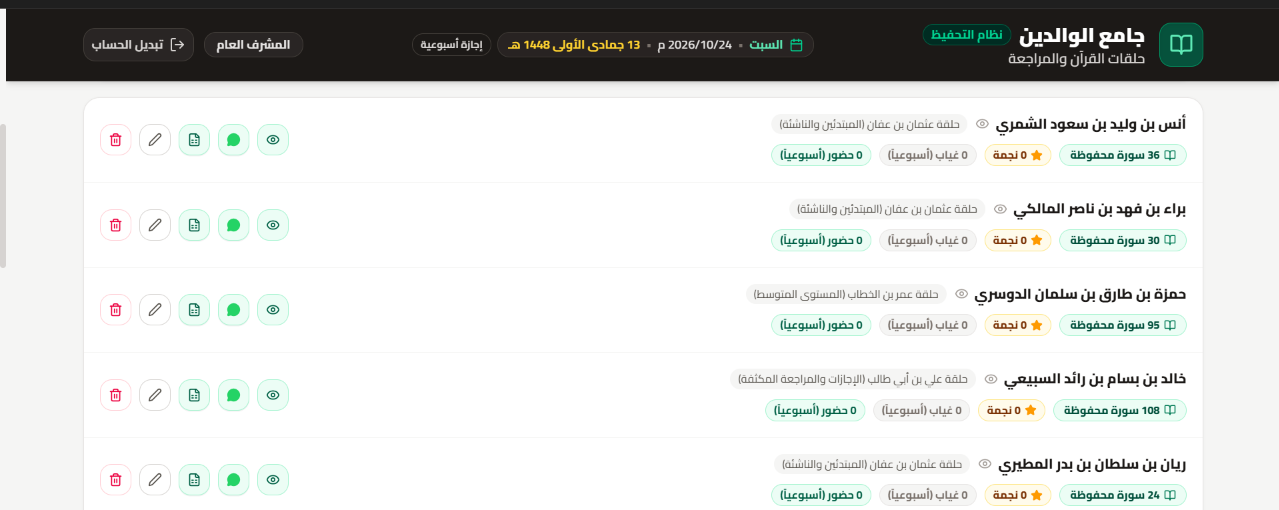 جامع الوالدين نظام التحفيظ
حلقات القرآن والمراجعة
السبت • 2026/10/24 م • 13 جمادى الأولى 1448 هـ
إجازة أسبوعية
المشرف العام
تبديل الحساب
أنس بن وليد بن سعود الشمري حلقة عثمان بن عفان (المبتدئين والناشئة)
36 سورة محفوظة 0 نجمة 0 غياب (أسبوعياً) 0 حضور (أسبوعياً)
براء بن فهد بن ناصر المالكي حلقة عثمان بن عفان (المبتدئين والناشئة)
30 سورة محفوظة 0 نجمة 0 غياب (أسبوعياً) 0 حضور (أسبوعياً)
حمزة بن طارق بن سلمان الدوسري حلقة عمر بن الخطاب (المستوى المتوسط)
95 سورة محفوظة 0 نجمة 0 غياب (أسبوعياً) 0 حضور (أسبوعياً)
خالد بن بسام بن رائد السبيعي حلقة علي بن أبي طالب (الإجازات والمراجعة المكثفة)
108 سورة محفوظة 0 نجمة 0 غياب (أسبوعياً) 0 حضور (أسبوعياً)
ريان بن سلطان بن بدر المطيري حلقة عثمان بن عفان (المبتدئين والناشئة)
24 سورة محفوظة 0 نجمة 0 غياب (أسبوعياً) 0 حضور (أسبوعياً)